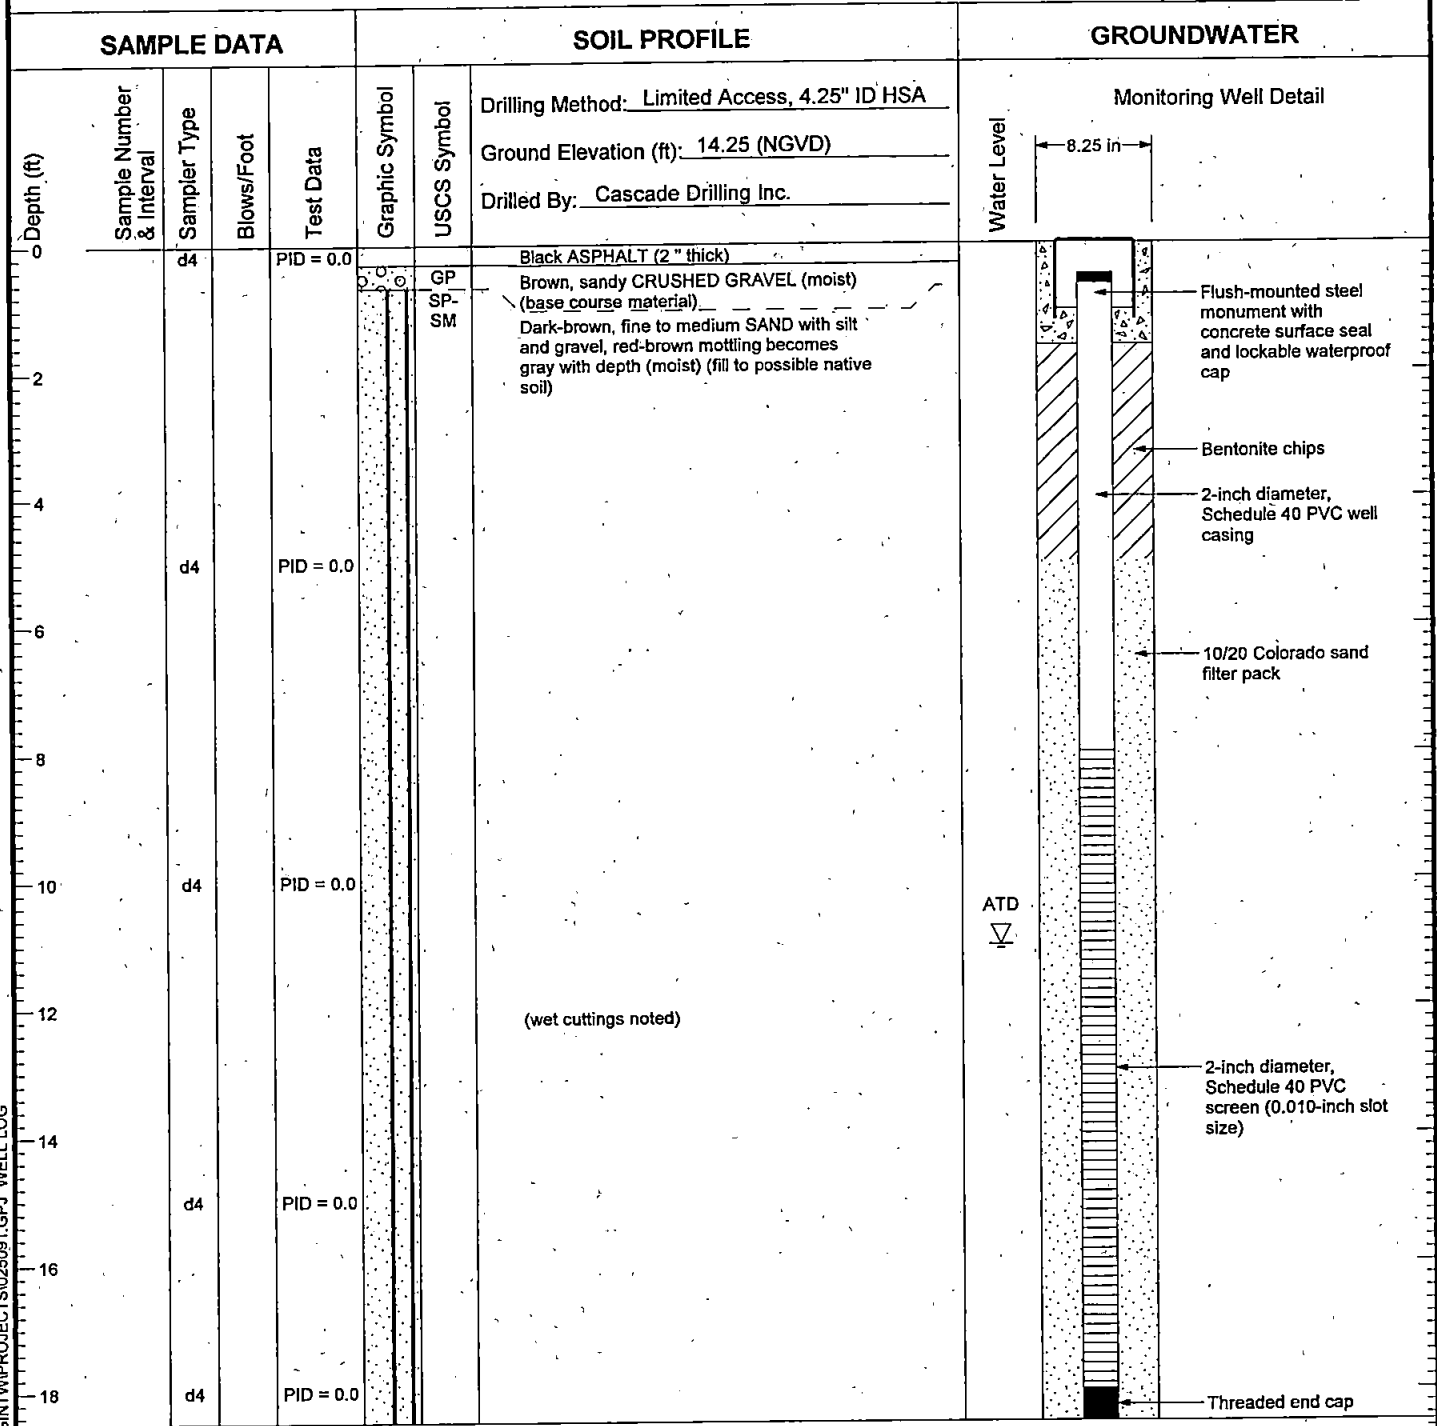 SAMPLE DATA
SOIL PROFILE
GROUNDWATER
Depth (ft)
Sample Number
& Interval
Sampler Type
Blows/Foot
Test Data
Graphic Symbol
USCS Symbol
Drilling Method: Limited Access, 4.25" ID HSA
Ground Elevation (ft): 14.25 (NGVD)
Drilled By: Cascade Drilling Inc.
Water Level
Monitoring Well Detail
8.25 in
0
d4
PID = 0.0
Black ASPHALT (2 " thick)
GP
Brown, sandy CRUSHED GRAVEL (moist)
(base course material)
SP-
SM
Dark-brown, fine to medium SAND with silt
and gravel, red-brown mottling becomes
gray with depth (moist) (fill to possible native
soil)
Flush-mounted steel
monument with
concrete surface seal
and lockable waterproof
cap
2
Bentonite chips
4
2-inch diameter,
Schedule 40 PVC well
casing
d4
PID = 0.0
6
10/20 Colorado sand
filter pack
8
10
d4
PID = 0.0
ATD
12
(wet cuttings noted)
2-inch diameter,
Schedule 40 PVC
screen (0.010-inch slot
size)
14
d4
PID = 0.0
16
18
d4
PID = 0.0
Threaded end cap
WELL LOG